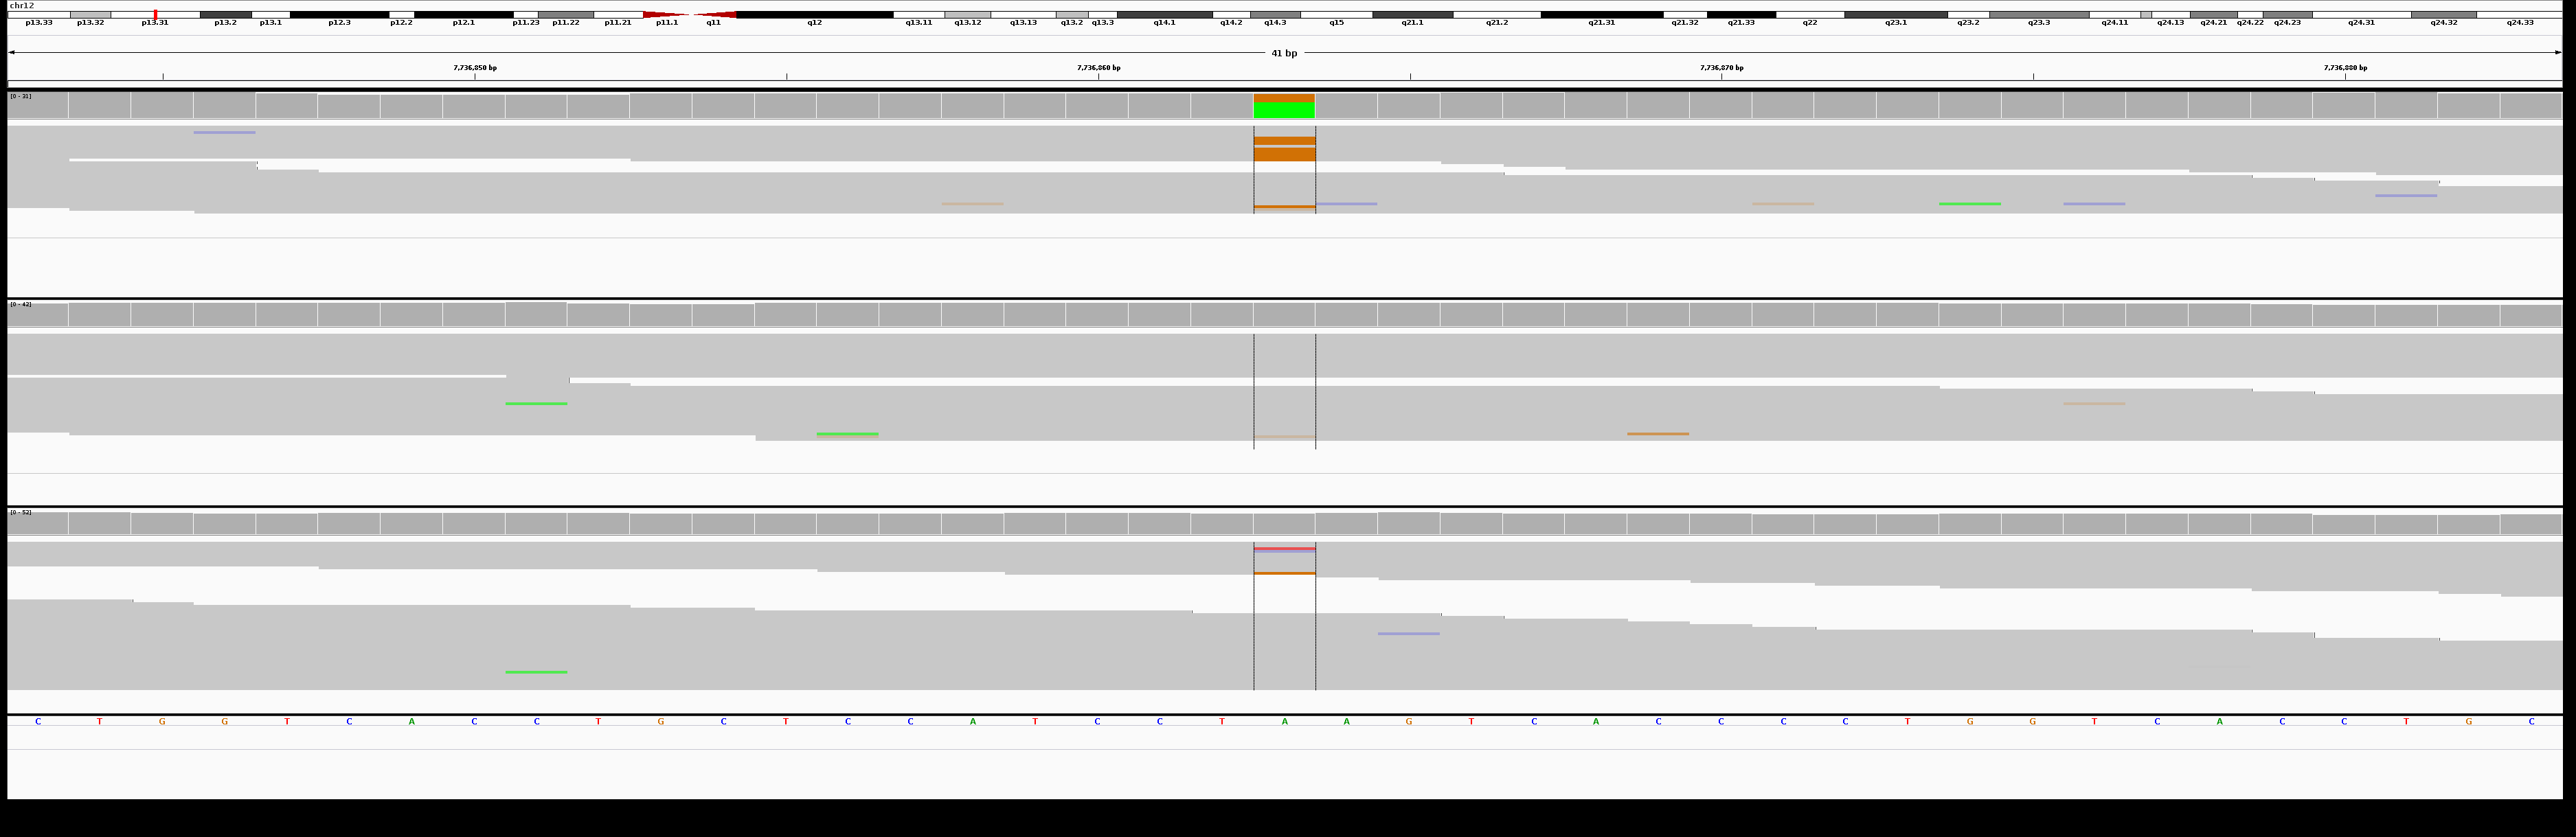 chr12
p13.33 p13.32 p13.31 p13.2 p13.1 p12.3 p12.2 p12.1 p11.23 p11.22 p11.21 p11.1 q11 q12 q13.11 q13.12 q13.13 q13.2 q13.3 q14.1 q14.2 q14.3 q15 q21.1 q21.2 q21.31 q21.32 q21.33 q22 q23.1 q23.2 q23.3 q24.11 q24.13 q24.21 q24.22 q24.23 q24.31 q24.32 q24.33
41 bp
7,736,850 bp 7,736,860 bp 7,736,870 bp 7,736,880 bp
[0 - 31]
[0 - 42]
[0 - 52]
C T G G T C A C C T G C T C C A T C C T A A G T C A C C C C T G G T C A C C T G C